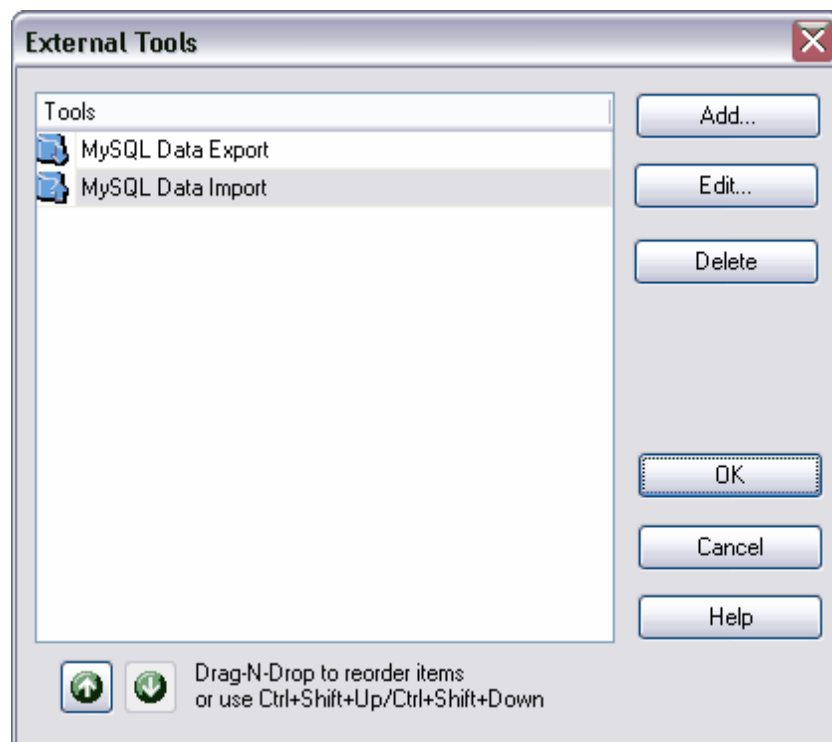 External Tools
Tools
MySQL Data Export
MySQL Data Import
Add...
Edit...
Delete
OK
Cancel
Help
Drag-N-Drop to reorder items
or use Ctrl+Shift+Up/Ctrl+Shift+Down